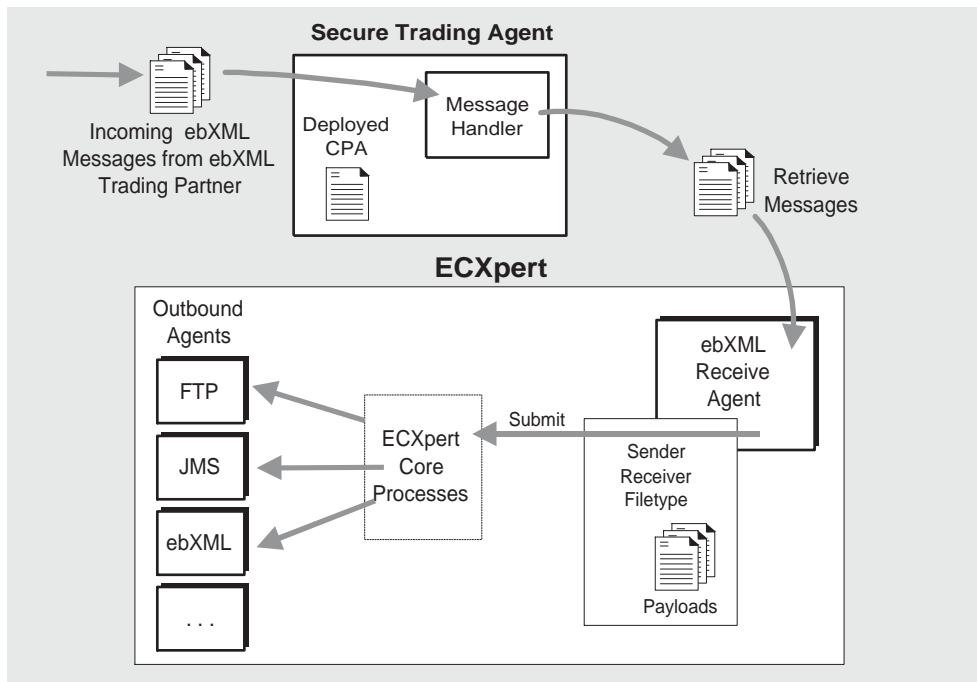 Secure Trading Agent
Incoming ebXML
Messages from ebXML
Trading Partner
Deployed
CPA
Message
Handler
Retrieve
Messages
ECXpert
Outbound
Agents
FTP
JMS
ebXML
. . .
ECXpert
Core
Processes
Submit
ebXML
Receive
Agent
Sender
Receiver
Filetype
Payloads